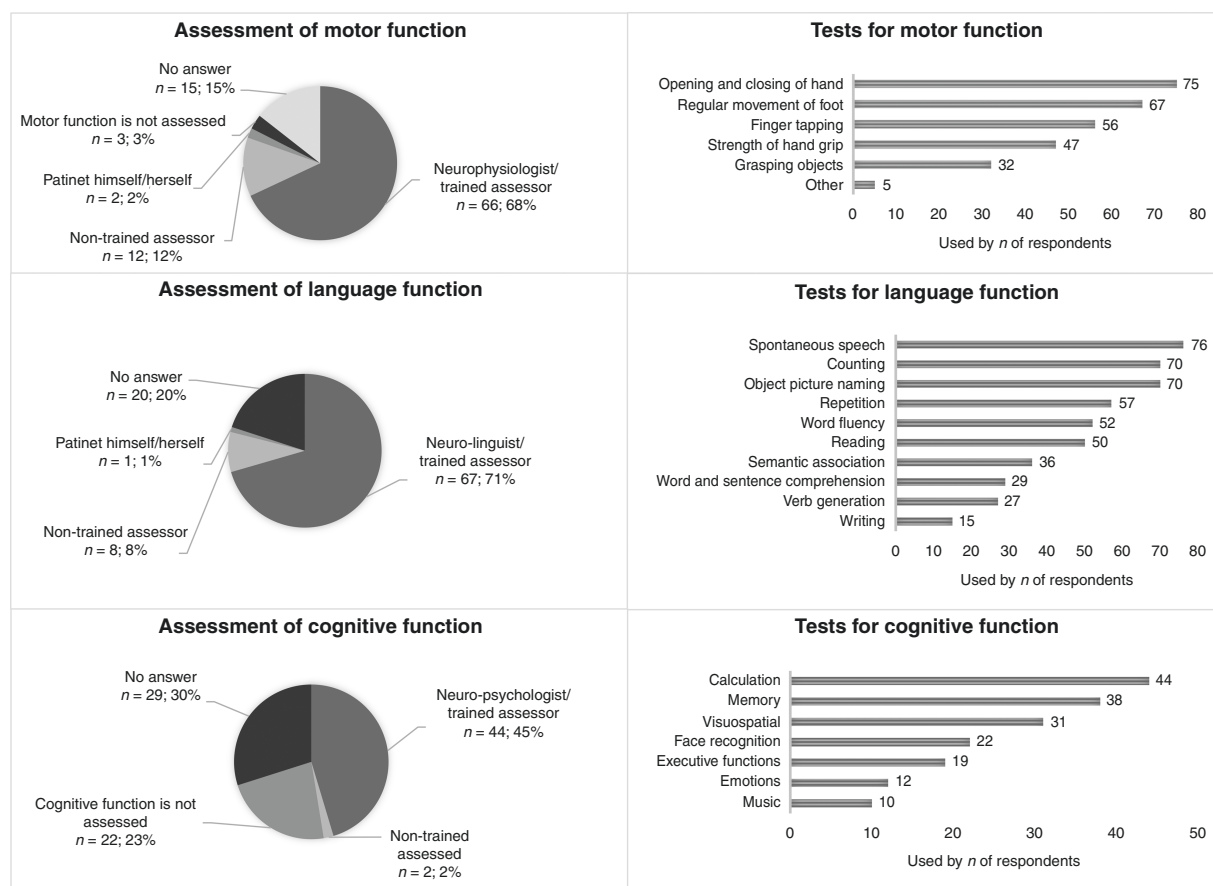 Assessment of motor function
No answer
n = 15; 15%
Motor function is not assessed
n = 3; 3%
Patinet himself/herself
n = 2; 2%
Non-trained assessor
n = 12; 12%
Neurophysiologist/
trained assessor
n = 66; 68%
Tests for motor function
Opening and closing of hand 75
Regular movement of foot 67
Finger tapping 56
Strength of hand grip 47
Grasping objects 32
Other 5
0 10 20 30 40 50 60 70 80
Used by n of respondents
Assessment of language function
No answer
n = 20; 20%
Patinet himself/herself
n = 1; 1%
Non-trained assessor
n = 8; 8%
Neuro-linguist/
trained assessor
n = 67; 71%
Tests for language function
Spontaneous speech 76
Counting 70
Object picture naming 70
Repetition 57
Word fluency 52
Reading 50
Semantic association 36
Word and sentence comprehension 29
Verb generation 27
Writing 15
0 10 20 30 40 50 60 70 80
Used by n of respondents
Assessment of cognitive function
No answer
n = 29; 30%
Cognitive function is not
assessed
n = 22; 23%
Neuro-psychologist/
trained assessor
n = 44; 45%
Non-trained
assessed
n = 2; 2%
Tests for cognitive function
Calculation 44
Memory 38
Visuospatial 31
Face recognition 22
Executive functions 19
Emotions 12
Music 10
0 10 20 30 40 50
Used by n of respondents